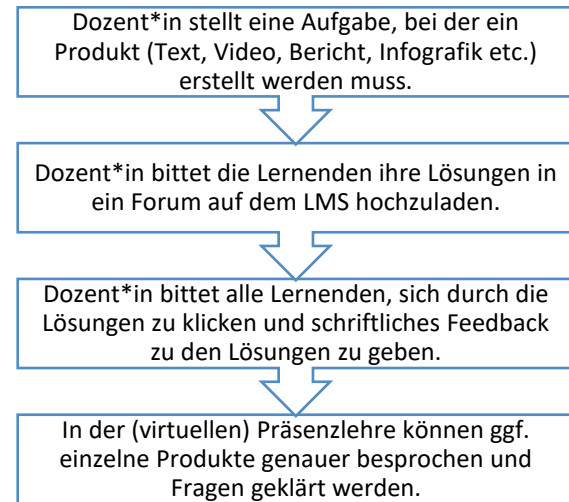 Dozent*in stellt eine Aufgabe, bei der ein
Produkt (Text, Video, Bericht, Infografik etc.)
erstellt werden muss.
Dozent*in bittet die Lernenden ihre Lösungen in
ein Forum auf dem LMS hochzuladen.
Dozent*in bittet alle Lernenden, sich durch die
Lösungen zu klicken und schriftliches Feedback
zu den Lösungen zu geben.
In der (virtuellen) Präsenzlehre können ggf.
einzelne Produkte genauer besprochen und
Fragen geklärt werden.